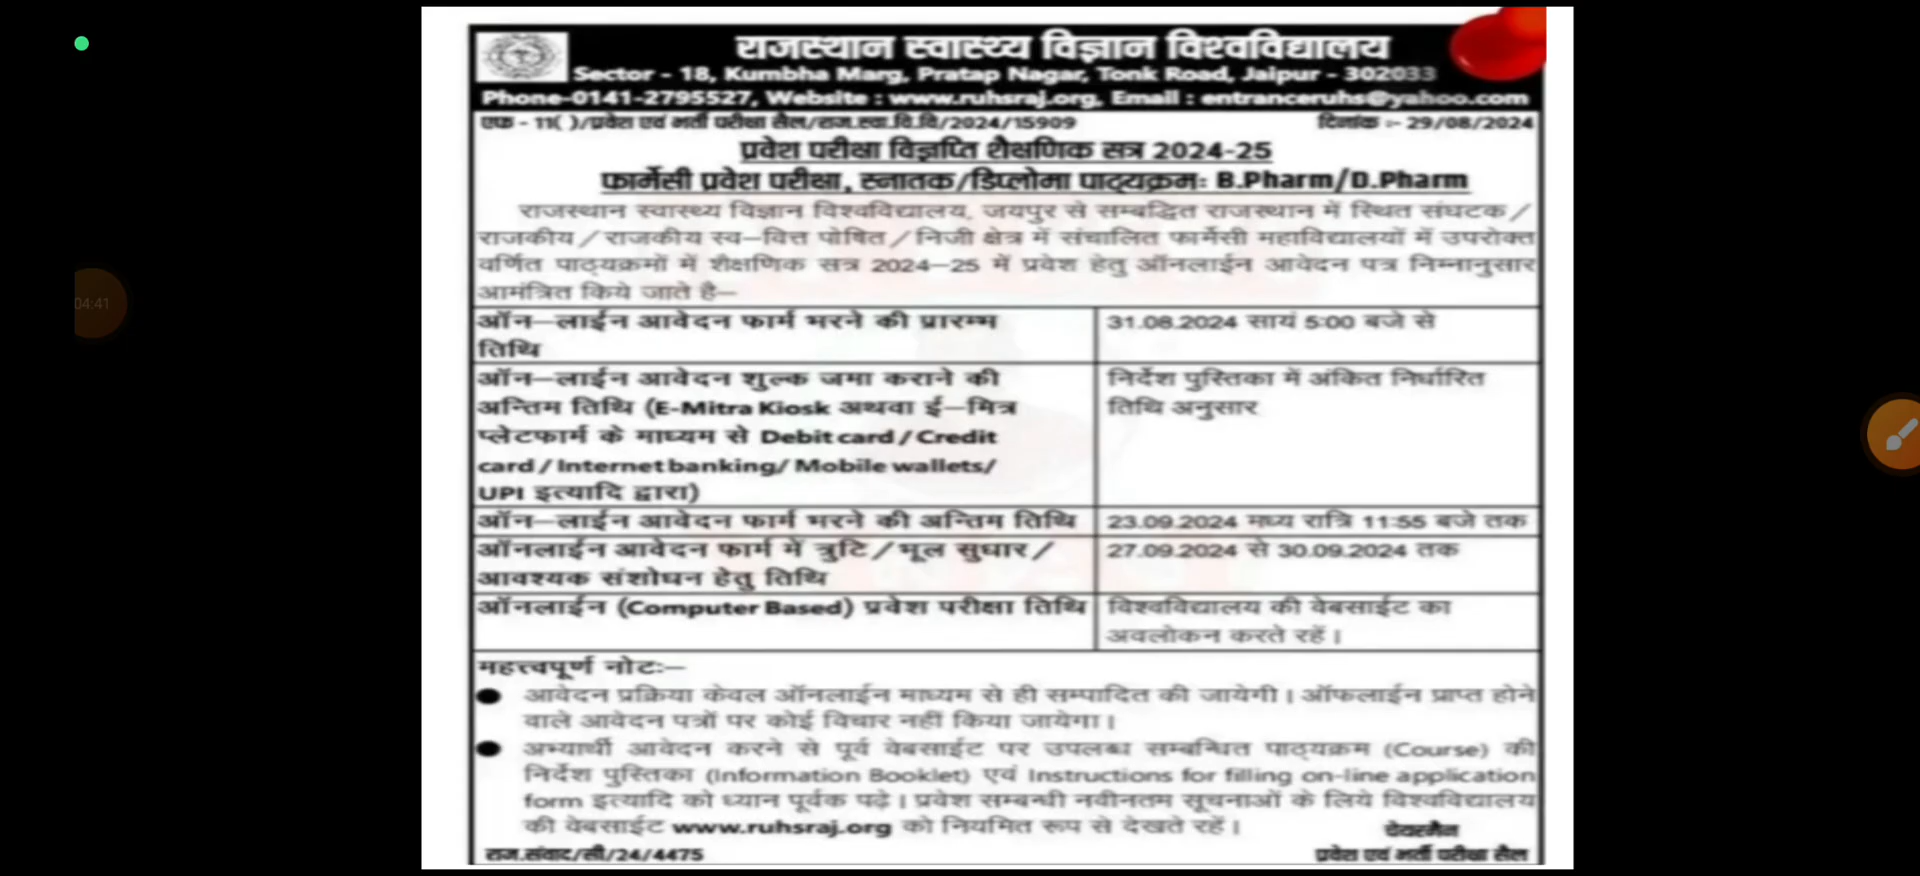 राजस्थान स्वास्थ्य विज्ञान विश्वविद्यालय
Sector - 18, Kumbha Marg, Pratap Nagar, Tonk Road, Jaipur - 302033
Phone-0141-2795527, Website : www.ruhsraj.org, Email : entranceruhs@yahoo.com
एफ - 11( )/प्रवेश एवं भर्ती परीक्षा सैल/राज.स्वा.वि.वि/2024/15909 दिनांक :- 29/08/2024
प्रवेश परीक्षा विज्ञप्ति शैक्षणिक सत्र 2024-25
फार्मेसी प्रवेश परीक्षा, स्नातक/डिप्लोमा पाठ्यक्रमः B.Pharm/D.Pharm
राजस्थान स्वास्थ्य विज्ञान विश्वविद्यालय, जयपुर से सम्बद्धित राजस्थान में स्थित संघटक/
राजकीय/राजकीय स्व–वित्त पोषित/निजी क्षेत्र में संचालित फार्मेसी महाविद्यालयों में उपरोक्त
वर्णित पाठ्यक्रमों में शैक्षणिक सत्र 2024–25 में प्रवेश हेतु ऑनलाईन आवेदन पत्र निम्नानुसार
आमंत्रित किये जाते है–
ऑन–लाईन आवेदन फार्म भरने की प्रारम्भ 31.08.2024 सायं 5:00 बजे से
तिथि
ऑन–लाईन आवेदन शुल्क जमा कराने की निर्देश पुस्तिका में अंकित निर्धारित
अन्तिम तिथि (E-Mitra Kiosk अथवा ई–मित्र तिथि अनुसार
प्लेटफार्म के माध्यम से Debit card / Credit
card / Internet banking/ Mobile wallets/
UPI इत्यादि द्वारा)
ऑन–लाईन आवेदन फार्म भरने की अन्तिम तिथि 23.09.2024 मध्य रात्रि 11:55 बजे तक
ऑनलाईन आवेदन फार्म में त्रुटि/भूल सुधार/ 27.09.2024 से 30.09.2024 तक
आवश्यक संशोधन हेतु तिथि
ऑनलाईन (Computer Based) प्रवेश परीक्षा तिथि विश्वविद्यालय की वेबसाईट का
अवलोकन करते रहें।
महत्त्वपूर्ण नोटः–
● आवेदन प्रक्रिया केवल ऑनलाईन माध्यम से ही सम्पादित की जायेगी। ऑफलाईन प्राप्त होने
वाले आवेदन पत्रों पर कोई विचार नहीं किया जायेगा।
● अभ्यार्थी आवेदन करने से पूर्व वेबसाईट पर उपलब्ध सम्बन्धित पाठ्यक्रम (Course) की
निर्देश पुस्तिका (Information Booklet) एवं Instructions for filling on-line application
form इत्यादि को ध्यान पूर्वक पढ़े। प्रवेश सम्बन्धी नवीनतम सूचनाओं के लिये विश्वविद्यालय
की वेबसाईट www.ruhsraj.org को नियमित रूप से देखते रहें।
चेयरमैन
राज.संवाद/सी/24/4475 प्रवेश एवं भर्ती परीक्षा सैल
04:41